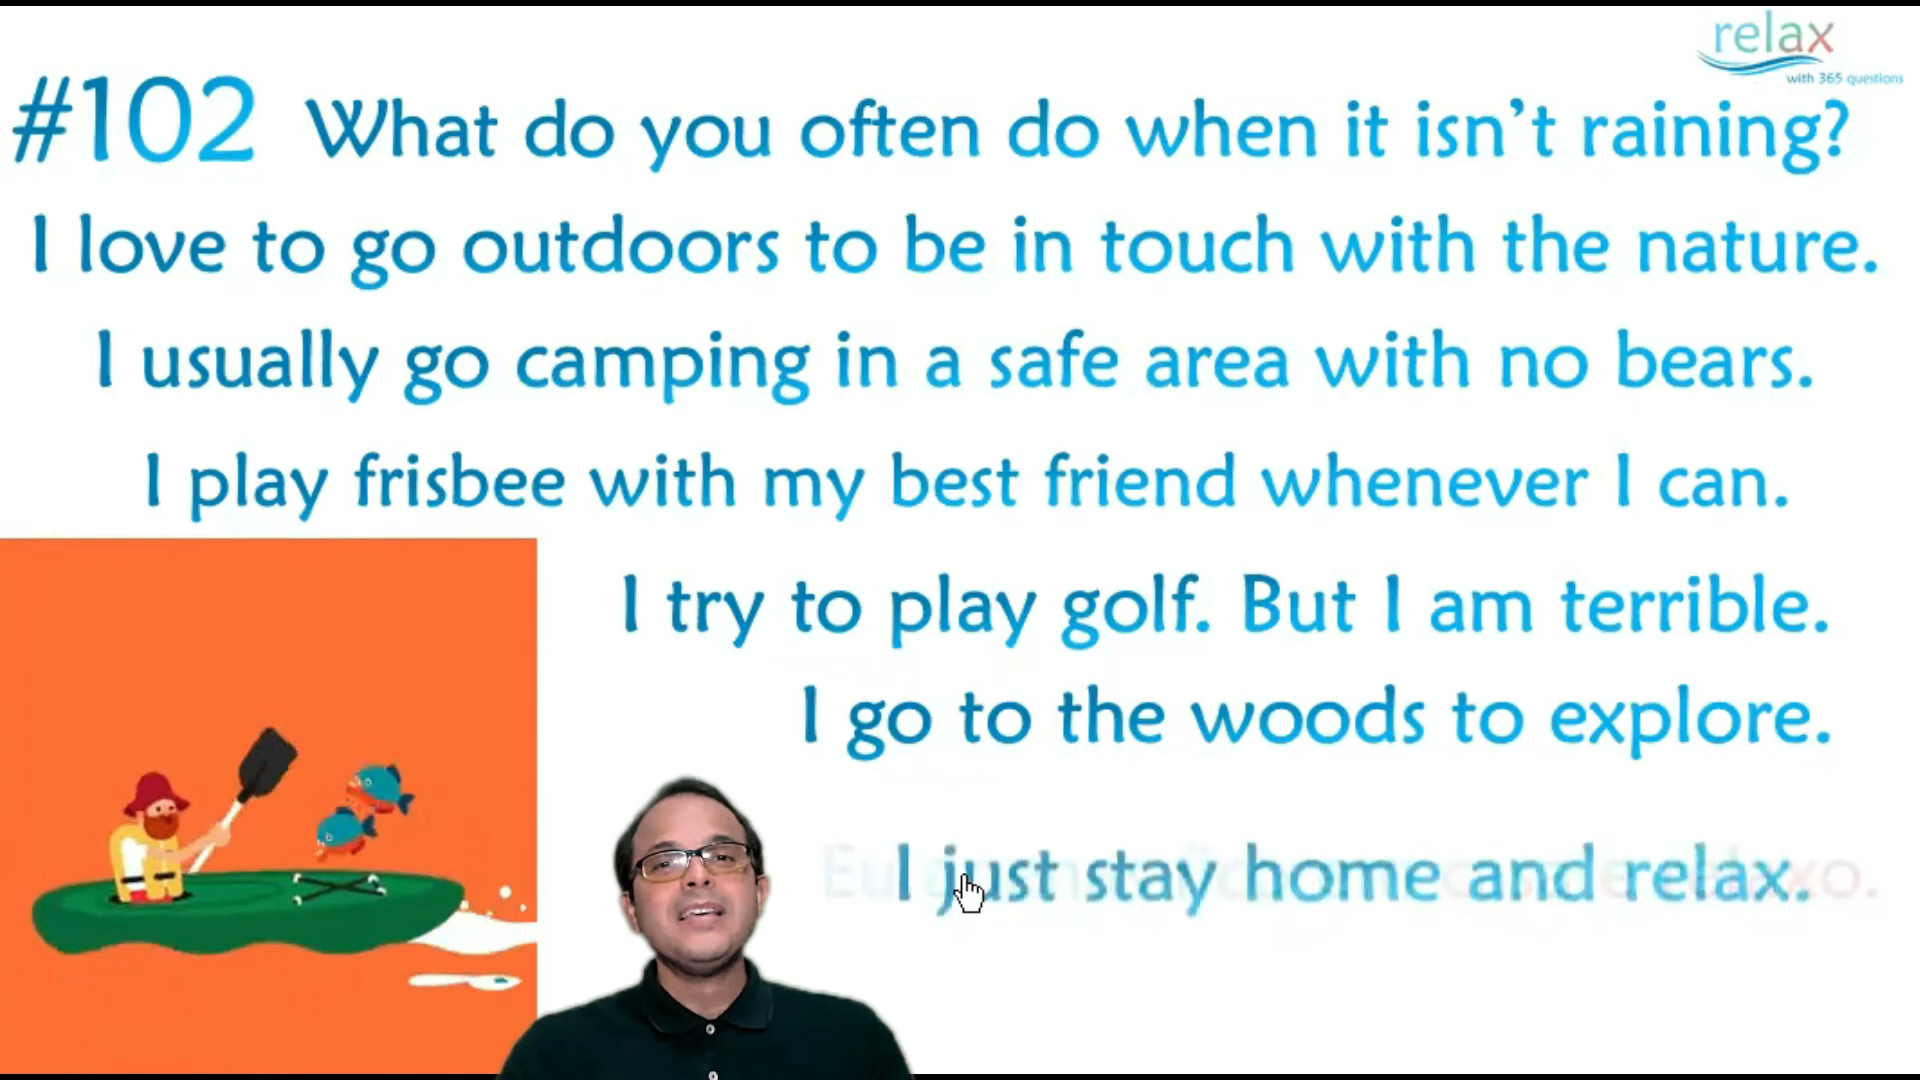 relax
with 365 questions
#102 What do you often do when it isn't raining?
I love to go outdoors to be in touch with the nature.
I usually go camping in a safe area with no bears.
I play frisbee with my best friend whenever I can.
I try to play golf. But I am terrible.
I go to the woods to explore.
I just stay home and relax.